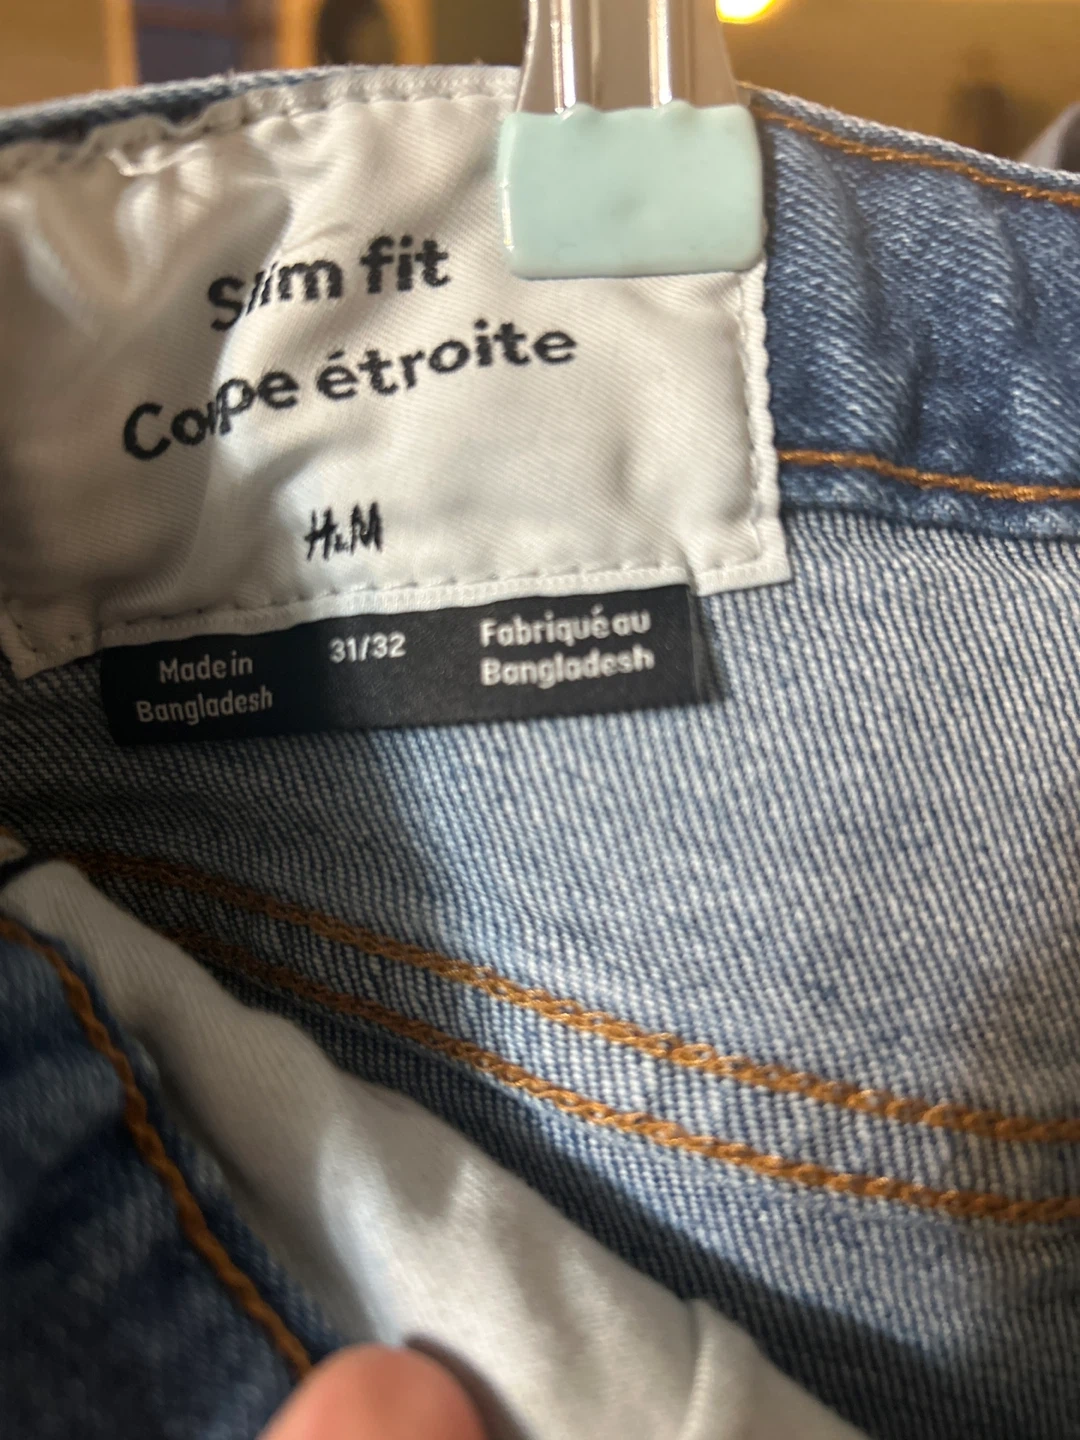 Slim fit
Coupe étroite
H&M
Made in
Bangladesh
31/32
Fabriqué au
Bangladesh